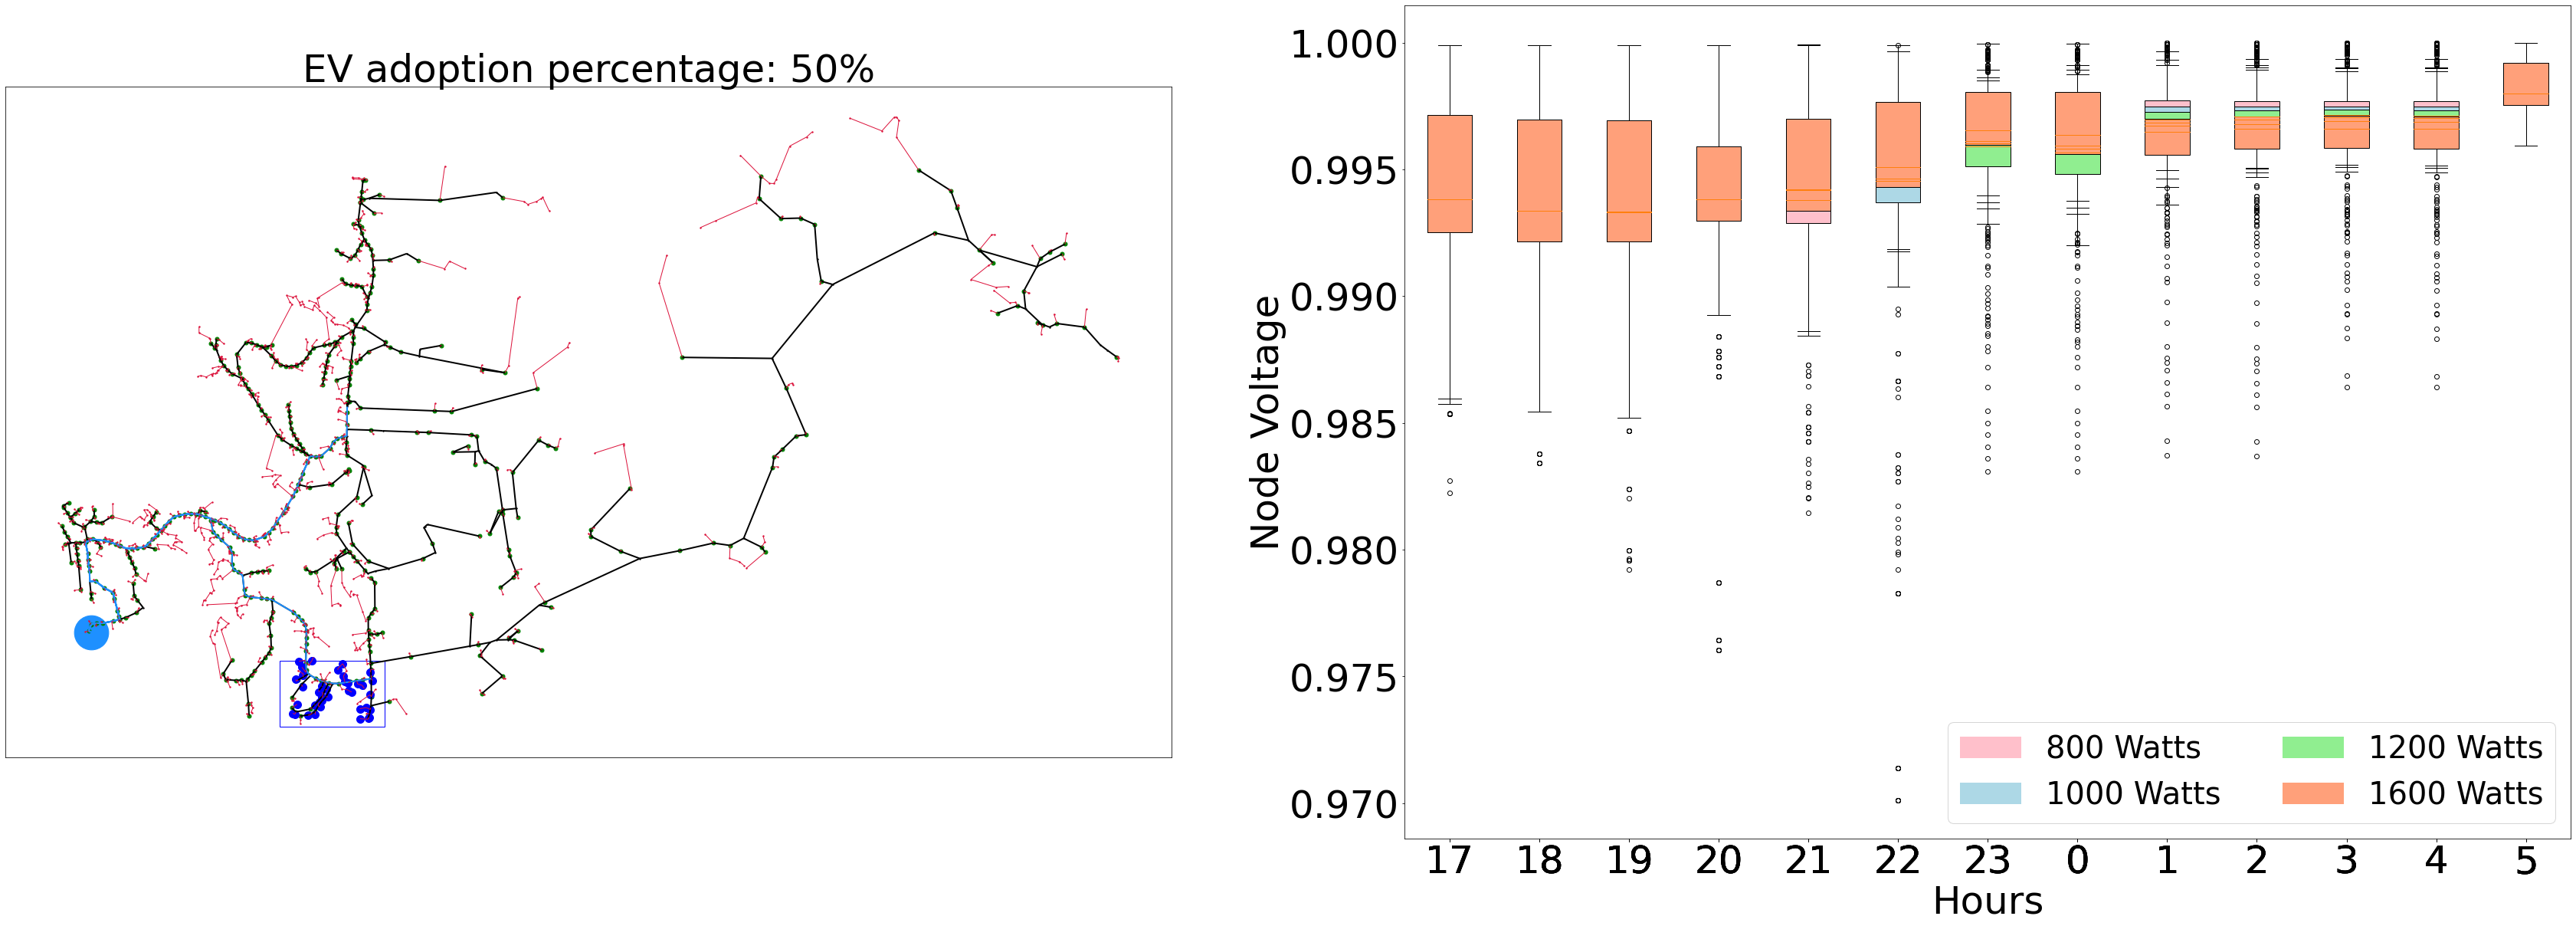 EV adoption percentage: 50%
Node Voltage
1.000
0.995
0.990
0.985
0.980
0.975
0.970
800 Watts
1000 Watts
1200 Watts
1600 Watts
17 18 19 20 21 22 23 0 1 2 3 4 5
Hours